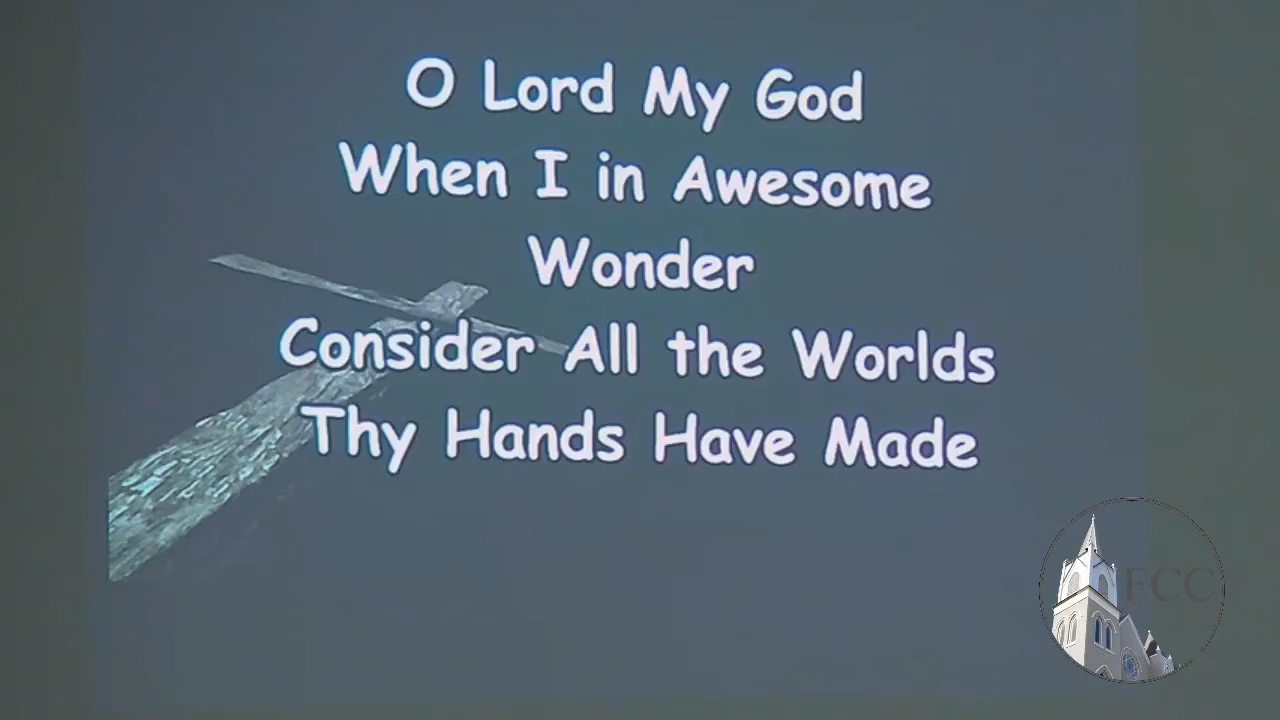 O Lord My God
When I in Awesome
Wonder
Consider All the Worlds
Thy Hands Have Made
FCC